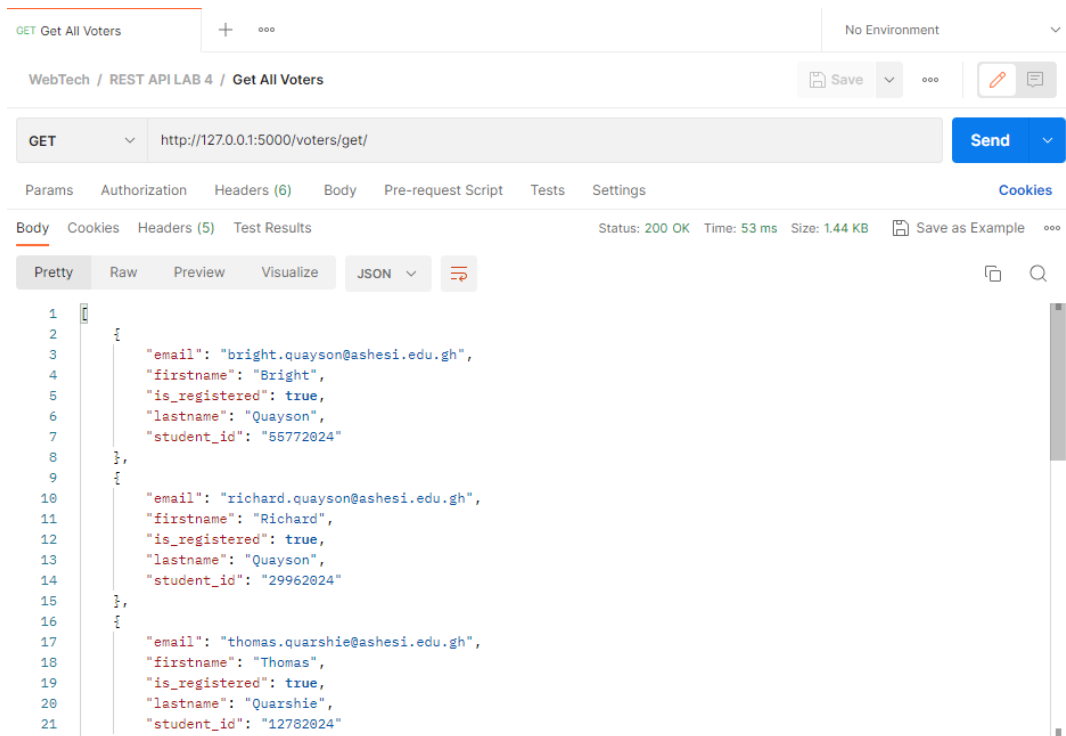 GET Get All Voters + ooo No Environment
WebTech / REST API LAB 4 / Get All Voters Save ooo
GET http://127.0.0.1:5000/voters/get/ Send
Params Authorization Headers (6) Body Pre-request Script Tests Settings Cookies
Body Cookies Headers (5) Test Results Status: 200 OK Time: 53 ms Size: 1.44 KB Save as Example ooo
Pretty Raw Preview Visualize JSON
1 [
2 {
3 "email": "bright.quayson@ashesi.edu.gh",
4 "firstname": "Bright",
5 "is_registered": true,
6 "lastname": "Quayson",
7 "student_id": "55772024"
8 },
9 {
10 "email": "richard.quayson@ashesi.edu.gh",
11 "firstname": "Richard",
12 "is_registered": true,
13 "lastname": "Quayson",
14 "student_id": "29962024"
15 },
16 {
17 "email": "thomas.quarshie@ashesi.edu.gh",
18 "firstname": "Thomas",
19 "is_registered": true,
20 "lastname": "Quarshie",
21 "student_id": "12782024"